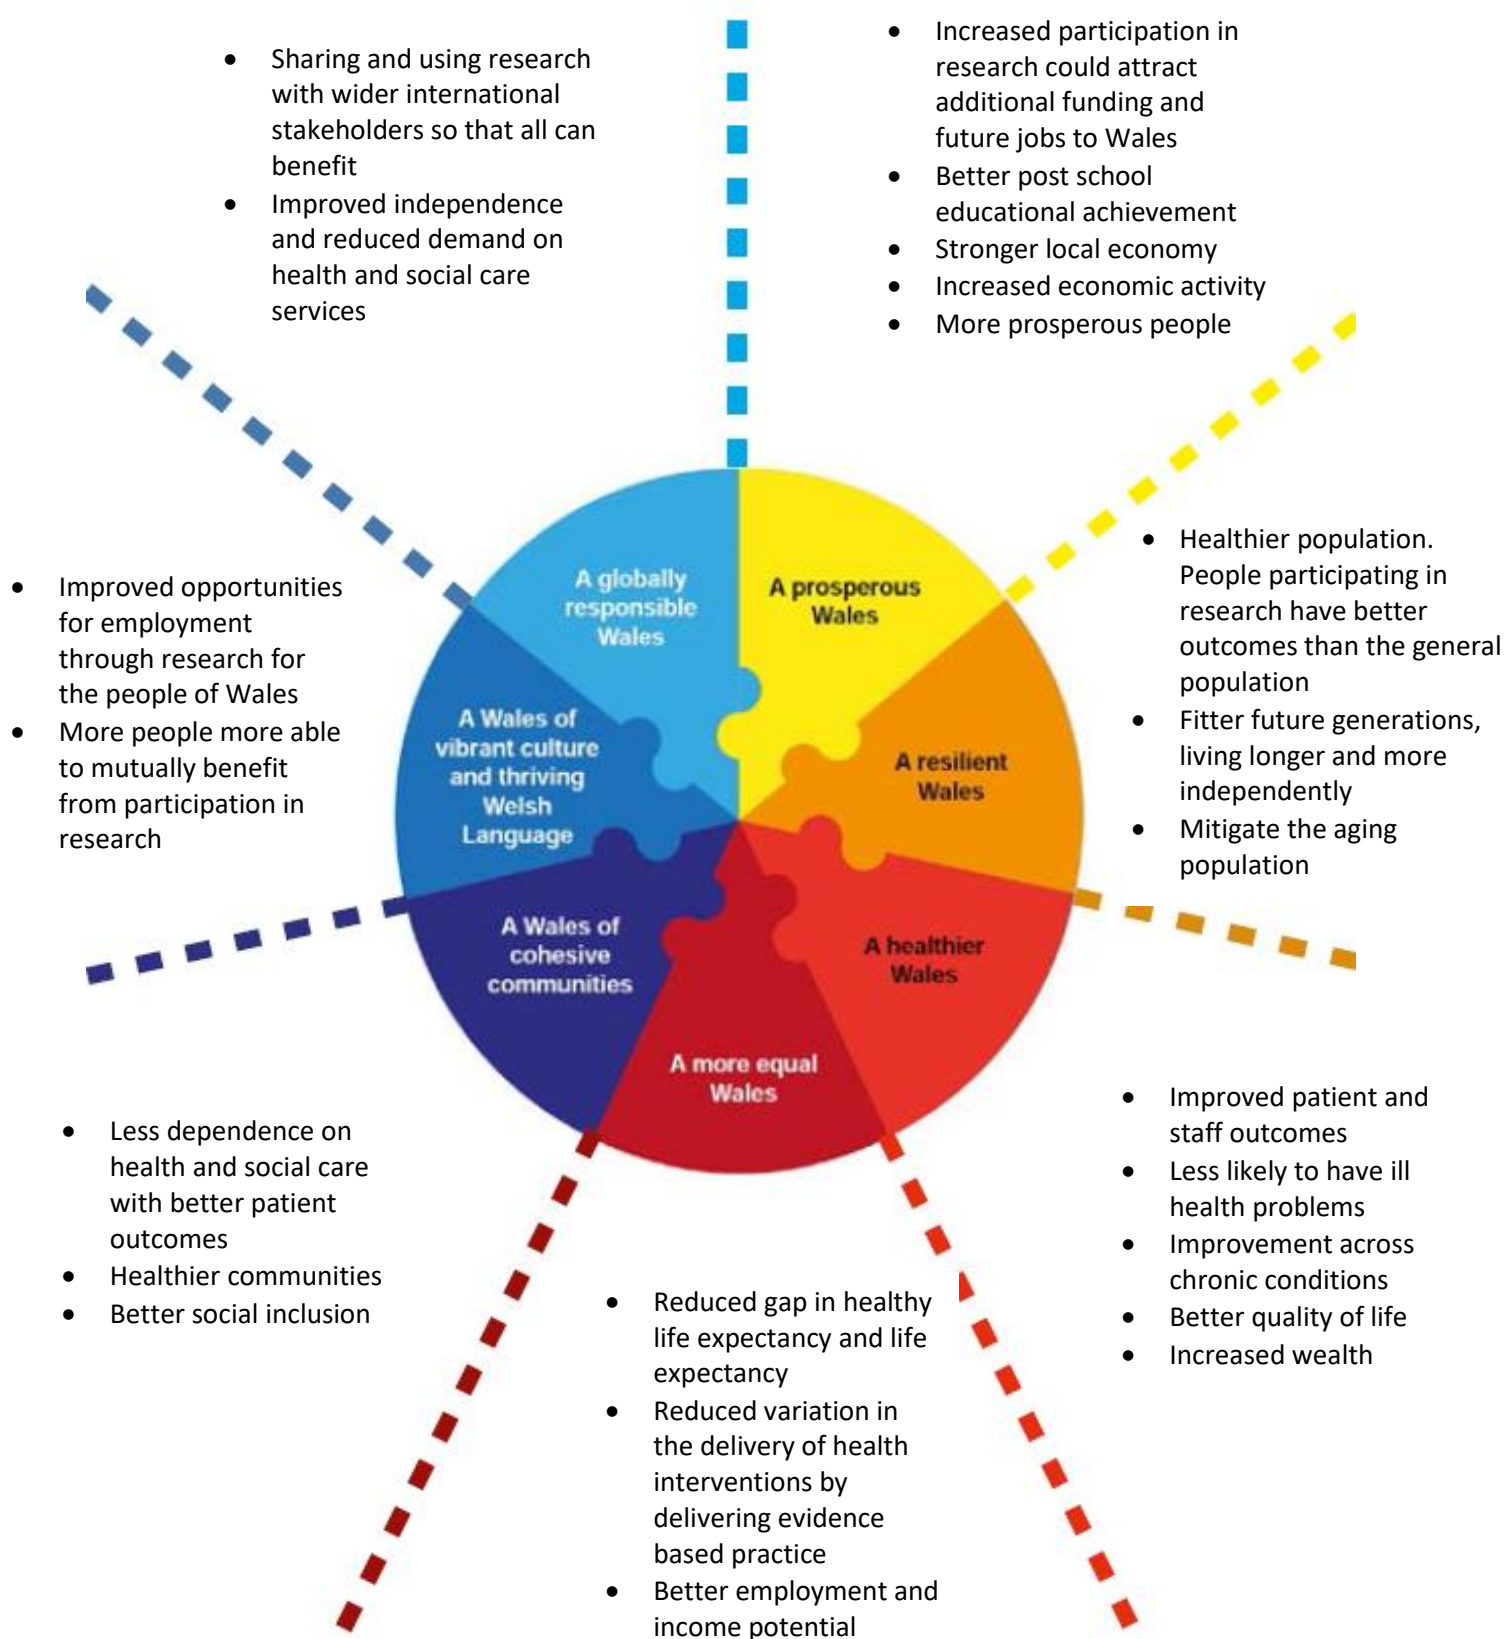 • Sharing and using research
with wider international
stakeholders so that all can
benefit
• Improved independence
and reduced demand on
health and social care
services
• Increased participation in
research could attract
additional funding and
future jobs to Wales
• Better post school
educational achievement
• Stronger local economy
• Increased economic activity
• More prosperous people
• Improved opportunities
for employment
through research for
the people of Wales
• More people more able
to mutually benefit
from participation in
research
A globally
responsible
Wales
A prosperous
Wales
A Wales of
vibrant culture
and thriving
Welsh
Language
A resilient
Wales
A Wales of
cohesive
communities
A healthier
Wales
A more equal
Wales
• Healthier population.
People participating in
research have better
outcomes than the general
population
• Fitter future generations,
living longer and more
independently
• Mitigate the aging
population
• Less dependence on
health and social care
with better patient
outcomes
• Healthier communities
• Better social inclusion
• Reduced gap in healthy
life expectancy and life
expectancy
• Reduced variation in
the delivery of health
interventions by
delivering evidence
based practice
• Better employment and
income potential
• Improved patient and
staff outcomes
• Less likely to have ill
health problems
• Improvement across
chronic conditions
• Better quality of life
• Increased wealth